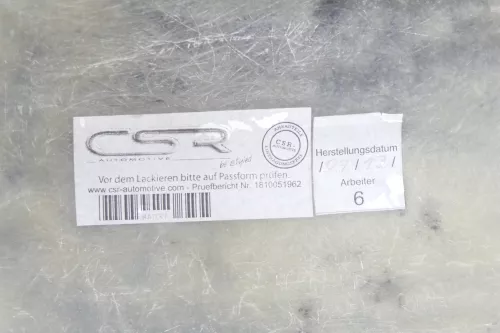 CSR
AUTOMOTIVE
CSR
Vor dem Lackieren bitte auf Passform prüfen.
www.csr-automotive.com - Pruefbericht Nr. 1810051962
Herstellungsdatum
Arbeiter
6